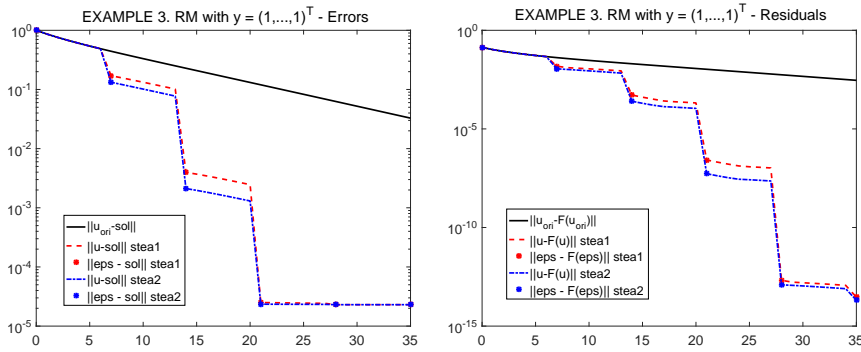 EXAMPLE 3. RM with y = (1,...,1)^T - Errors
10^0
10^-1
10^-2
10^-3
10^-4
10^-5
||u_ori-sol||
||u-sol|| stea1
||eps - sol|| stea1
||u-sol|| stea2
||eps - sol|| stea2
0 5 10 15 20 25 30 35
EXAMPLE 3. RM with y = (1,...,1)^T - Residuals
10^0
10^-5
10^-10
10^-15
||u_ori-F(u_ori)||
||u-F(u)|| stea1
||eps - F(eps)|| stea1
||u-F(u)|| stea2
||eps - F(eps)|| stea2
0 5 10 15 20 25 30 35